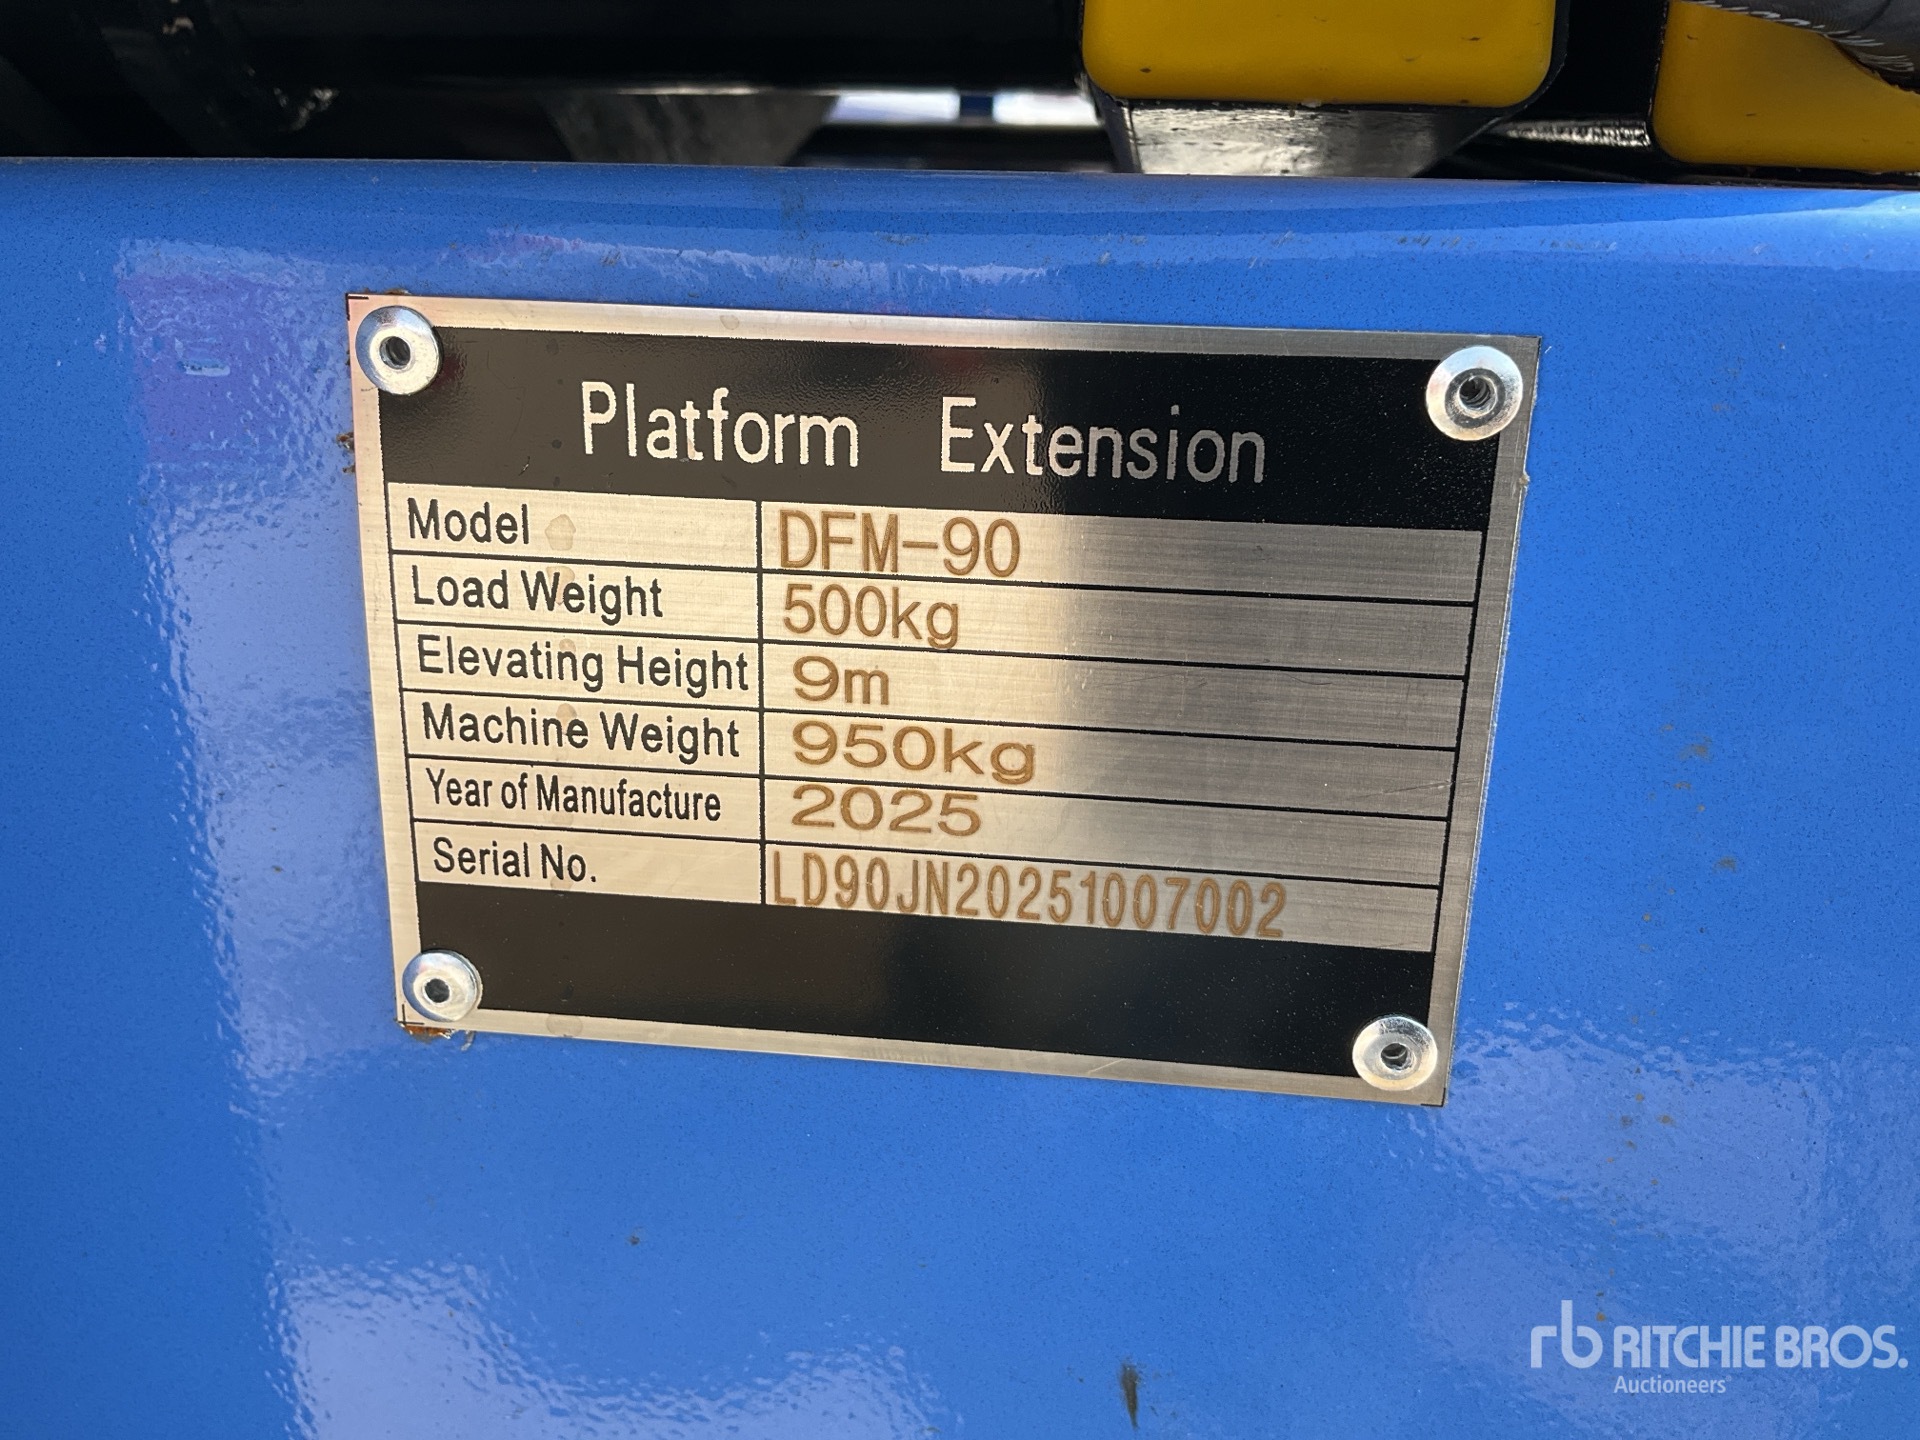 Platform Extension
Model DFM-90
Load Weight 500kg
Elevating Height 9m
Machine Weight 950kg
Year of Manufacture 2025
Serial No. LD90JN20251007002
rb RITCHIE BROS.
Auctioneers